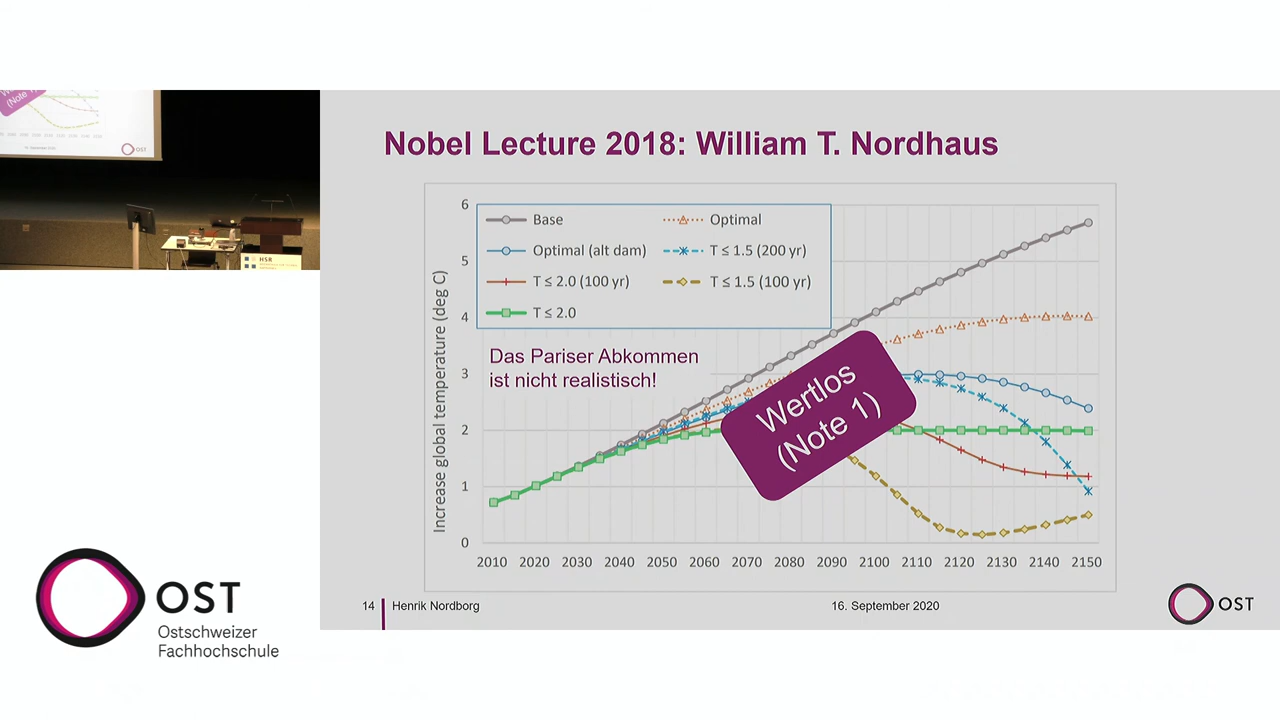 Nobel Lecture 2018: William T. Nordhaus
6
5
4
3
2
1
0
Increase global temperature (deg C)
Base
Optimal
Optimal (alt dam)
T ≤ 1.5 (200 yr)
T ≤ 2.0 (100 yr)
T ≤ 1.5 (100 yr)
T ≤ 2.0
Das Pariser Abkommen
ist nicht realistisch!
Wertlos
(Note 1)
2010 2020 2030 2040 2050 2060 2070 2080 2090 2100 2110 2120 2130 2140 2150
14 Henrik Nordborg
16. September 2020
OST
OST
Ostschweizer
Fachhochschule
(Note 1)
OST
HSR